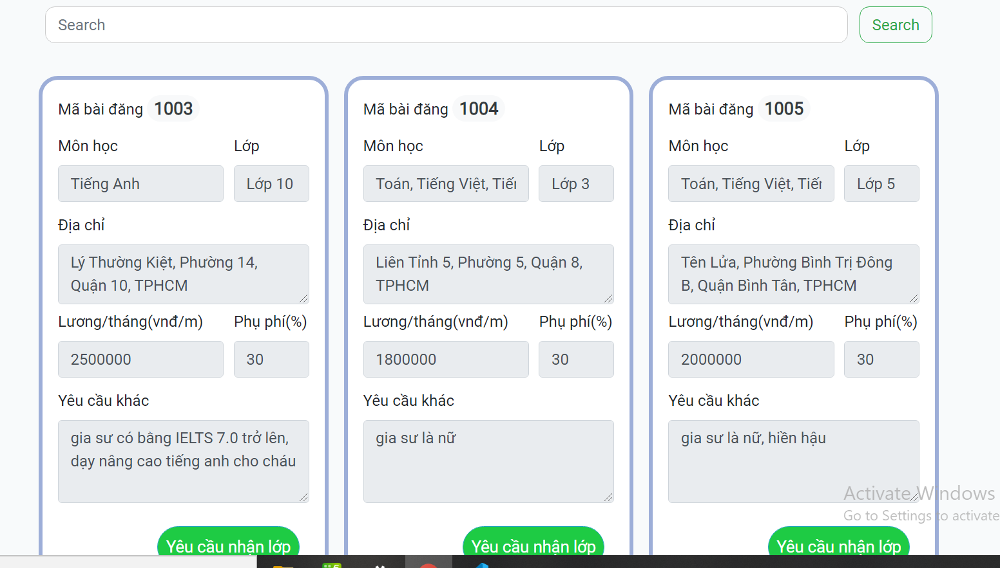 Search
Search
Mã bài đăng 1003
Môn học
Lớp
Tiếng Anh
Lớp 10
Địa chỉ
Lý Thường Kiệt, Phường 14,
Quận 10, TPHCM
Lương/tháng(vnđ/m)
Phụ phí(%)
2500000
30
Yêu cầu khác
gia sư có bằng IELTS 7.0 trở lên,
dạy nâng cao tiếng anh cho cháu
Yêu cầu nhận lớp
Mã bài đăng 1004
Môn học
Lớp
Toán, Tiếng Việt,
Lớp 3
Địa chỉ
Liên Tỉnh 5, Phường 5, Quận 8,
TPHCM
Lương/tháng(vnđ/m)
Phụ phí(%)
1800000
30
Yêu cầu khác
gia sư là nữ
Yêu cầu nhận lớp
Mã bài đăng 1005
Môn học
Lớp
Toán, Tiếng Việt,
Lớp 5
Địa chỉ
Tên Lửa, Phường Bình Trị Đông
B, Quận Bình Tân, TPHCM
Lương/tháng(vnđ/m)
Phụ phí(%)
2000000
30
Yêu cầu khác
gia sư là nữ, hiền hậu
Yêu cầu nhận lớp
Activate Windows
Go to Settings to activate